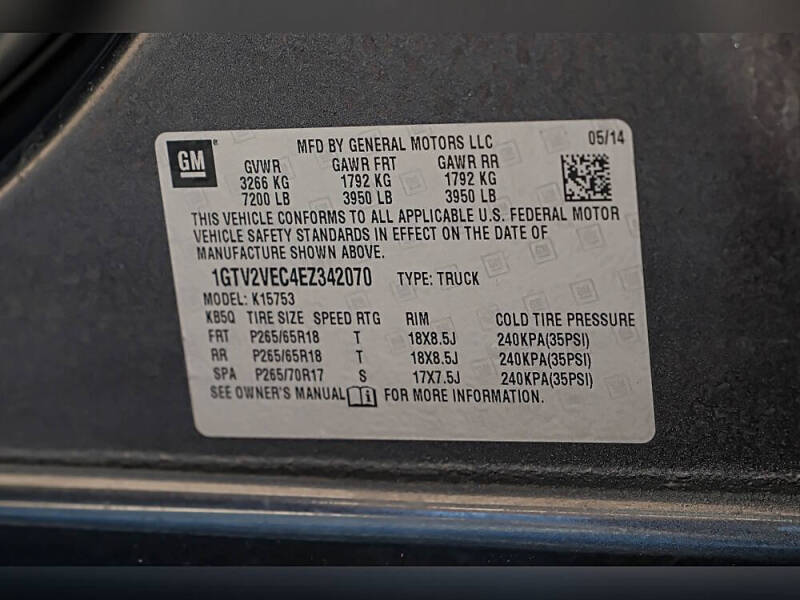 GM
MFD BY GENERAL MOTORS LLC 05/14
GVWR GAWR FRT GAWR RR
3266 KG 1792 KG 1792 KG
7200 LB 3950 LB 3950 LB
THIS VEHICLE CONFORMS TO ALL APPLICABLE U.S. FEDERAL MOTOR
VEHICLE SAFETY STANDARDS IN EFFECT ON THE DATE OF
MANUFACTURE SHOWN ABOVE.
1GTV2VEC4EZ342070 TYPE: TRUCK
MODEL: K15753
KB5Q TIRE SIZE SPEED RTG RIM COLD TIRE PRESSURE
FRT P265/65R18 T 18X8.5J 240KPA(35PSI)
RR P265/65R18 T 18X8.5J 240KPA(35PSI)
SPA P265/70R17 S 17X7.5J 240KPA(35PSI)
SEE OWNER'S MANUAL FOR MORE INFORMATION.